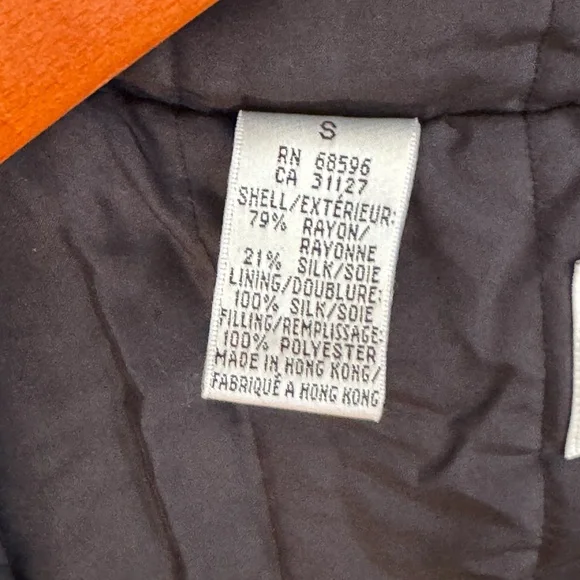 S
RN 68596
CA 31127
SHELL/EXTÉRIEUR:
79% RAYON/
RAYONNE
21% SILK/SOIE
LINING/DOUBLURE:
100% SILK/SOIE
FILLING/REMPLISSAGE:
100% POLYESTER
MADE IN HONG KONG/
FABRIQUÉ A HONG KONG